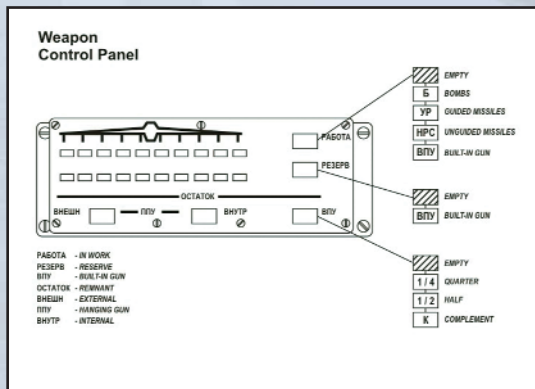 Weapon
Control Panel
EMPTY
Б BOMBS
УР GUIDED MISSILES
НРС UNGUIDED MISSILES
ВПУ BUILT-IN GUN
РАБОТА
РЕЗЕРВ
EMPTY
ВПУ BUILT-IN GUN
ОСТАТОК
ВНЕШН ППУ ВНУТР ВПУ
EMPTY
1/4 QUARTER
1/2 HALF
К COMPLEMENT
РАБОТА - IN WORK
РЕЗЕРВ - RESERVE
ВПУ - BUILT-IN GUN
ОСТАТОК - REMNANT
ВНЕШН - EXTERNAL
ППУ - HANGING GUN
ВНУТР - INTERNAL